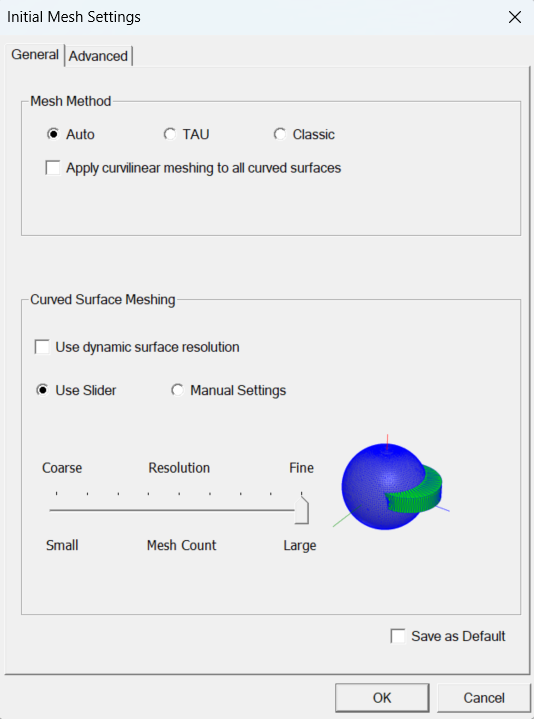 Initial Mesh Settings
General Advanced
Mesh Method
Auto TAU Classic
Apply curvilinear meshing to all curved surfaces
Curved Surface Meshing
Use dynamic surface resolution
Use Slider Manual Settings
Coarse Resolution Fine
Small Mesh Count Large
Save as Default
OK Cancel